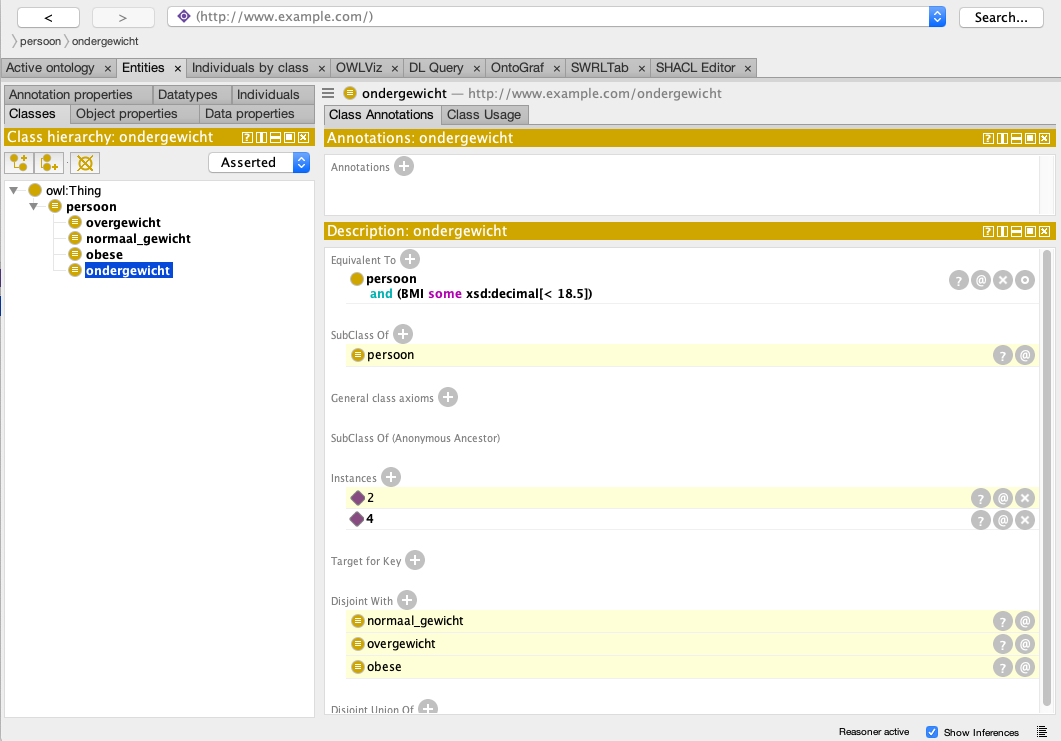 <
>
(http://www.example.com/)
Search...
persoon ondergewicht
Active ontology × Entities × Individuals by class × OWLViz × DL Query × OntoGraf × SWRLTab × SHACL Editor ×
Annotation properties Datatypes Individuals
Classes Object properties Data properties
Class hierarchy: ondergewicht
Asserted
owl:Thing
persoon
overgewicht
normaal_gewicht
obese
ondergewicht
ondergewicht — http://www.example.com/ondergewicht
Class Annotations Class Usage
Annotations: ondergewicht
Annotations
Description: ondergewicht
Equivalent To
persoon
and (BMI some xsd:decimal[< 18.5])
? @
SubClass Of
persoon
? @
General class axioms
SubClass Of (Anonymous Ancestor)
Instances
2
? @
4
? @
Target for Key
Disjoint With
normaal_gewicht
? @
overgewicht
? @
obese
? @
Disjoint Union Of
Reasoner active Show Inferences